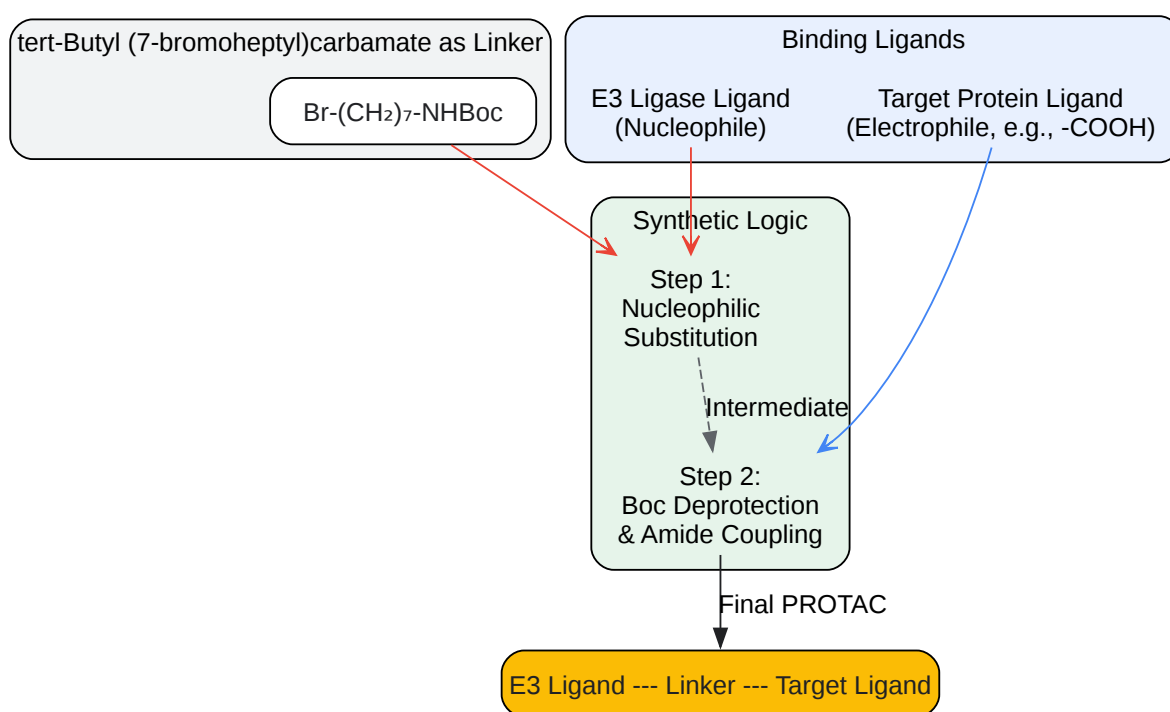 tert-Butyl (7-bromoheptyl)carbamate as Linker
Br-(CH₂)₇-NHBoc
Binding Ligands
E3 Ligase Ligand
(Nucleophile)
Target Protein Ligand
(Electrophile, e.g., -COOH)
Synthetic Logic
Step 1:
Nucleophilic
Substitution
Intermediate
Step 2:
Boc Deprotection
& Amide Coupling
Final PROTAC
E3 Ligand --- Linker --- Target Ligand